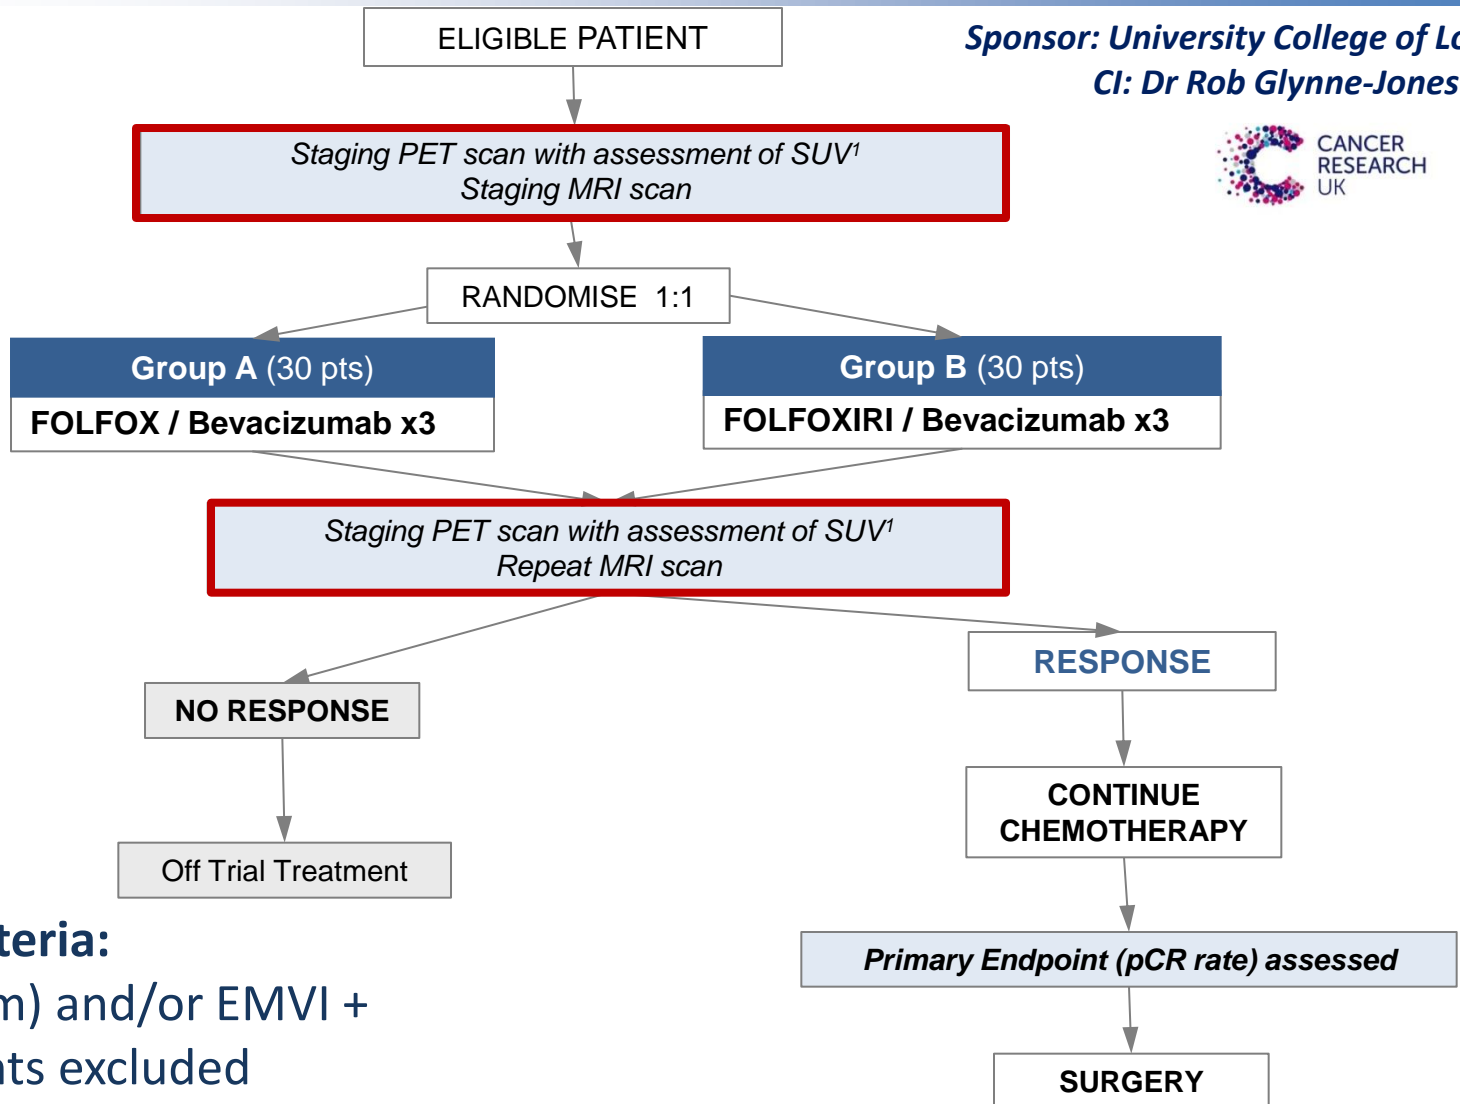 ELIGIBLE PATIENT
Sponsor: University College of Lo
CI: Dr Rob Glynne-Jones
CANCER
RESEARCH
UK
Staging PET scan with assessment of SUV¹
Staging MRI scan
RANDOMISE 1:1
Group A (30 pts)
FOLFOX / Bevacizumab x3
Group B (30 pts)
FOLFOXIRI / Bevacizumab x3
Staging PET scan with assessment of SUV¹
Repeat MRI scan
NO RESPONSE
RESPONSE
Off Trial Treatment
CONTINUE
CHEMOTHERAPY
Primary Endpoint (pCR rate) assessed
SURGERY
teria:
m) and/or EMVI +
nts excluded